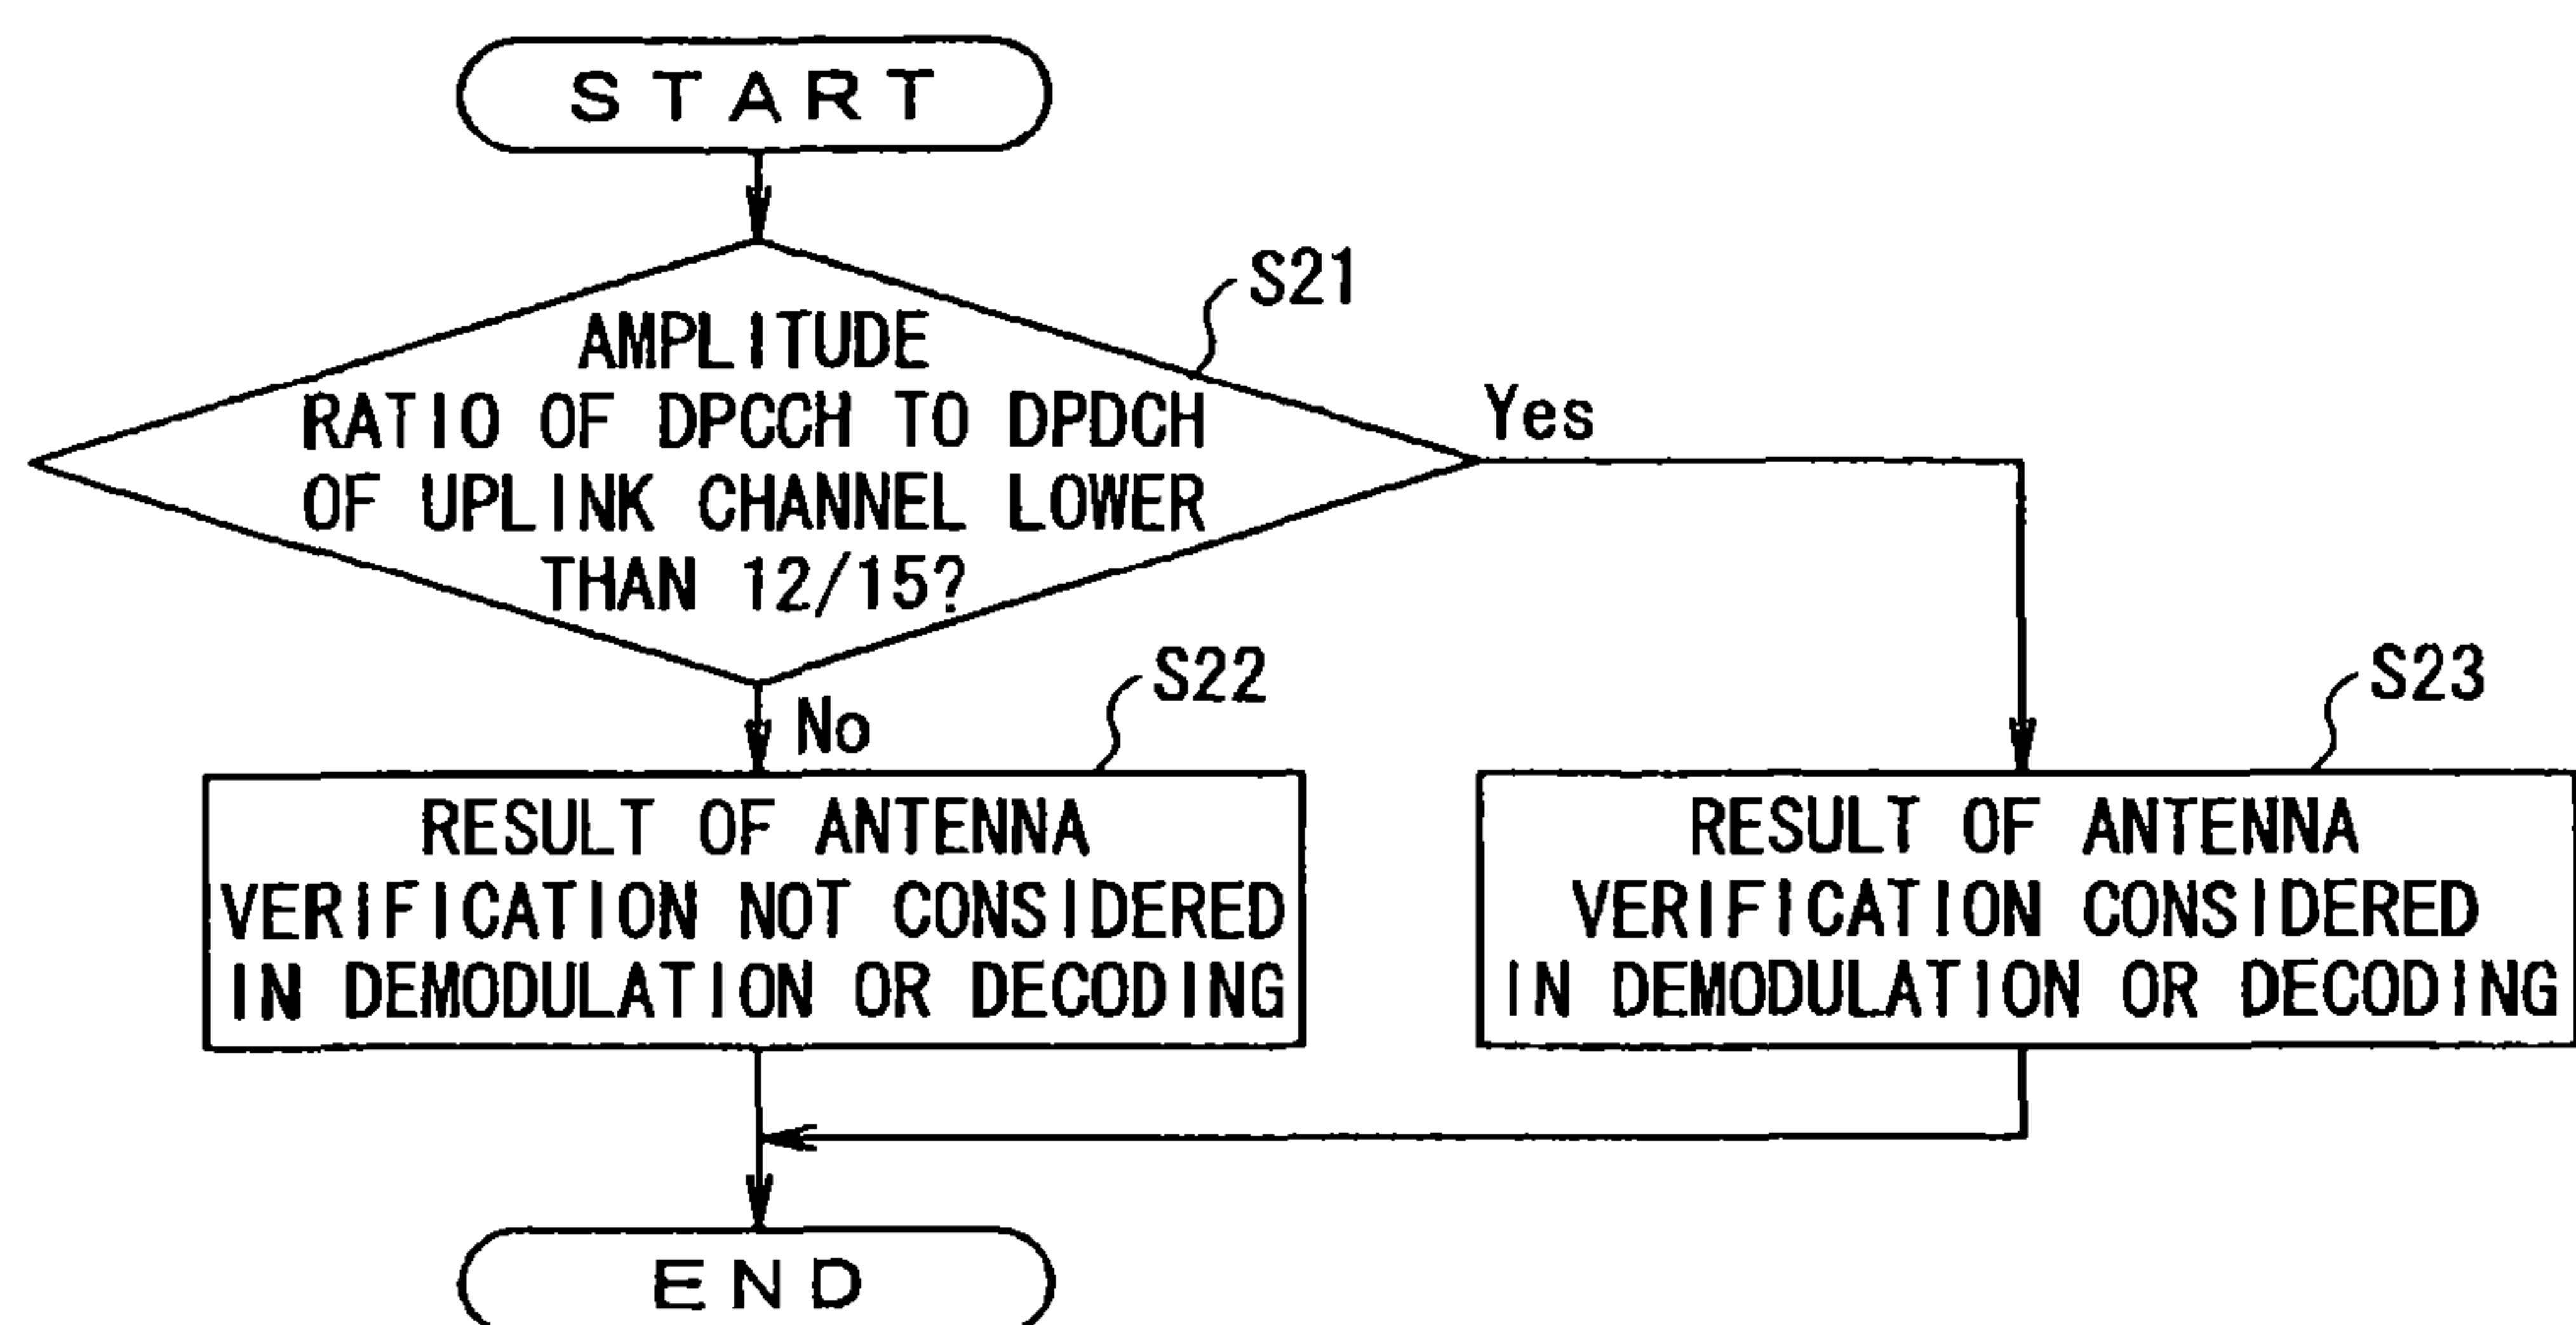 START
S21
AMPLITUDE
RATIO OF DPCCH TO DPDCH
OF UPLINK CHANNEL LOWER
THAN 12/15?
Yes
No
S22
RESULT OF ANTENNA
VERIFICATION NOT CONSIDERED
IN DEMODULATION OR DECODING
S23
RESULT OF ANTENNA
VERIFICATION CONSIDERED
IN DEMODULATION OR DECODING
END